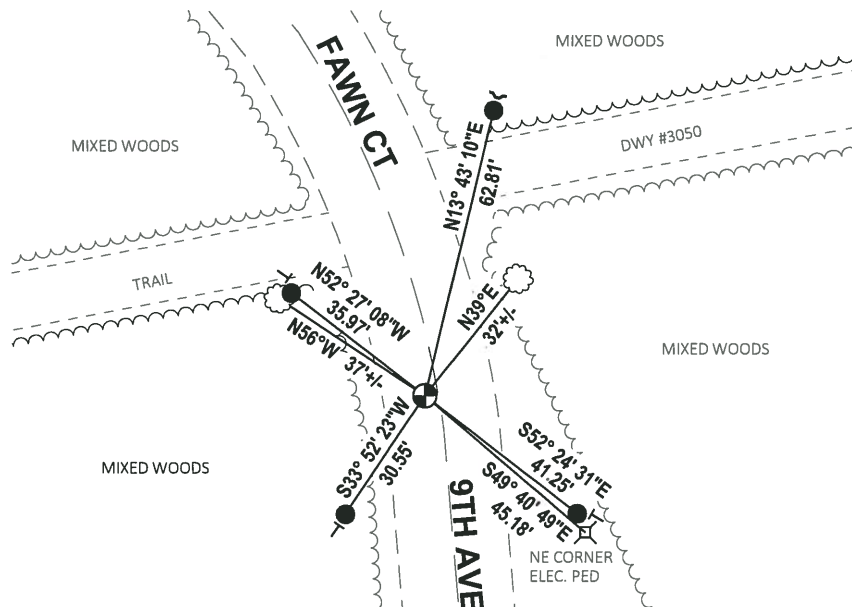 MIXED WOODS
FAWN CT
DWY #3050
MIXED WOODS
N13° 43' 10"E
62.81'
TRAIL
N52° 27' 08"W
35.97'
N56°W 37'+/-
N39°E
32'+/-
MIXED WOODS
MIXED WOODS
S33° 52' 23"W
30.55'
S52° 24' 31"E
41.25'
S49° 40' 49"E
45.18'
9TH AVE
NE CORNER
ELEC. PED